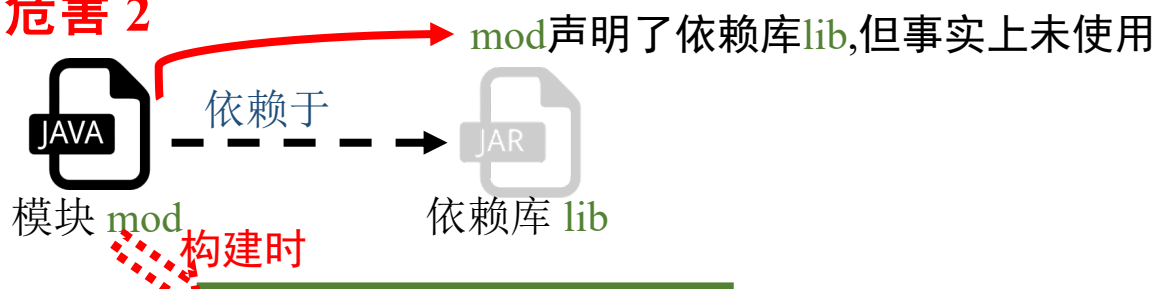 危害 2
mod声明了依赖库lib,但事实上未使用
依赖于
JAVA
JAR
模块 mod
依赖库 lib
构建时